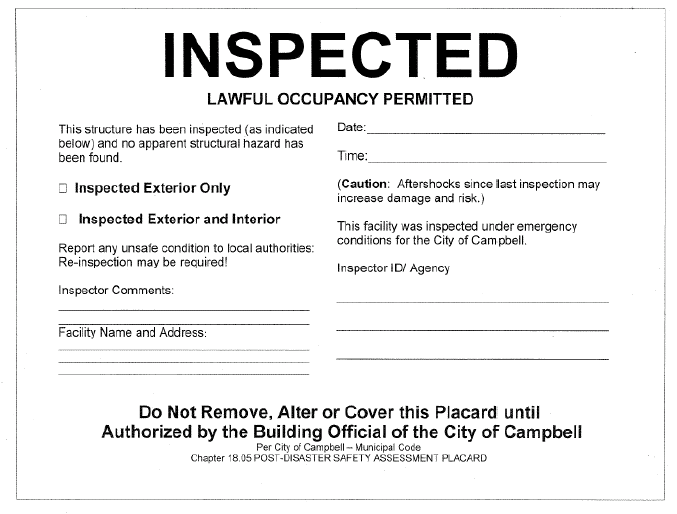 INSPECTED
LAWFUL OCCUPANCY PERMITTED
This structure has been inspected (as indicated
below) and no apparent structural hazard has
been found.
□ Inspected Exterior Only
□ Inspected Exterior and Interior
Report any unsafe condition to local authorities:
Re-inspection may be required!
Inspector Comments:
Facility Name and Address:
Date:
Time:
(Caution: Aftershocks since last inspection may
increase damage and risk.)
This facility was inspected under emergency
conditions for the City of Campbell.
Inspector ID/ Agency
Do Not Remove, Alter or Cover this Placard until
Authorized by the Building Official of the City of Campbell
Per City of Campbell – Municipal Code
Chapter 18.05 POST-DISASTER SAFETY ASSESSMENT PLACARD